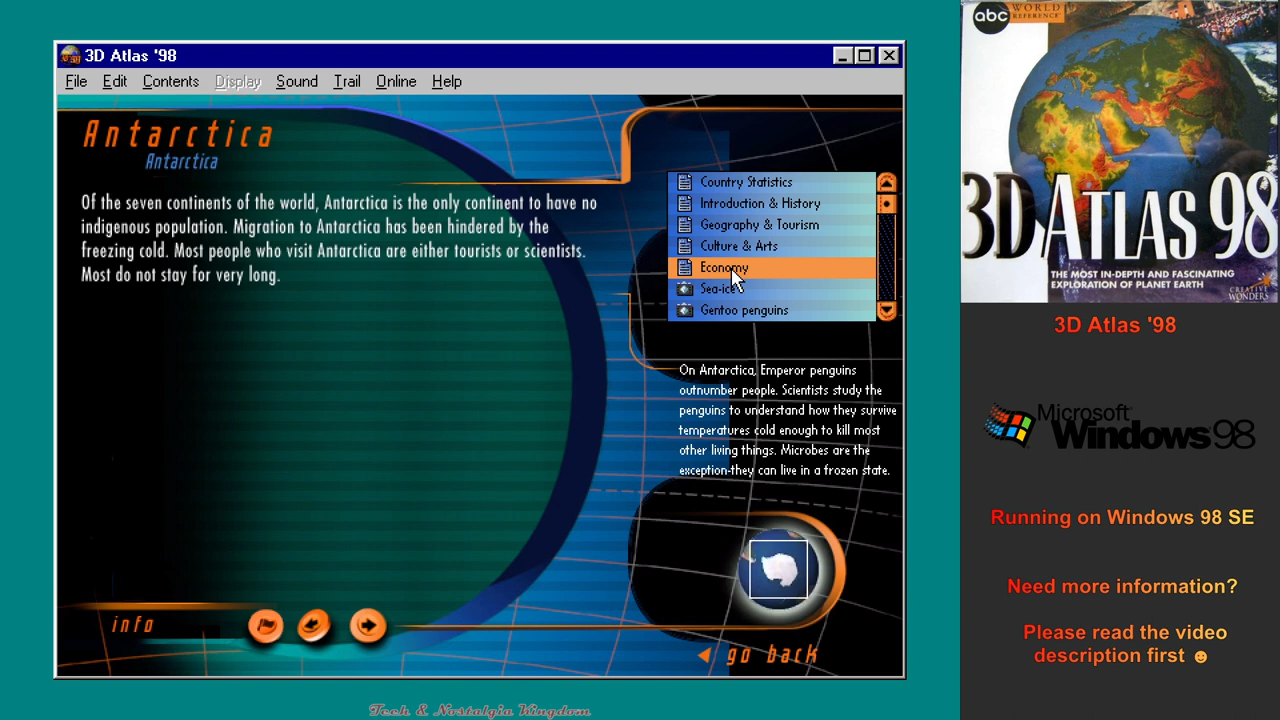 3D Atlas '98
File Edit Contents Display Sound Trail Online Help
Antarctica
Antarctica
Of the seven continents of the world, Antarctica is the only continent to have no
indigenous population. Migration to Antarctica has been hindered by the
freezing cold. Most people who visit Antarctica are either tourists or scientists.
Most do not stay for very long.
Country Statistics
Introduction & History
Geography & Tourism
Culture & Arts
Economy
Sea-ice
Gentoo penguins
On Antarctica, Emperor penguins
outnumber people. Scientists study the
penguins to understand how they survive
temperatures cold enough to kill most
other living things. Microbes are the
exception-they can live in a frozen state.
info
go back
Tech & Nostalgia Kingdom
abc WORLD
REFERENCE
3D ATLAS 98
THE MOST IN-DEPTH AND FASCINATING
EXPLORATION OF PLANET EARTH
CREATIVE
WONDERS
3D Atlas '98
Microsoft
Windows 98
Running on Windows 98 SE
Need more information?
Please read the video
description first ☻